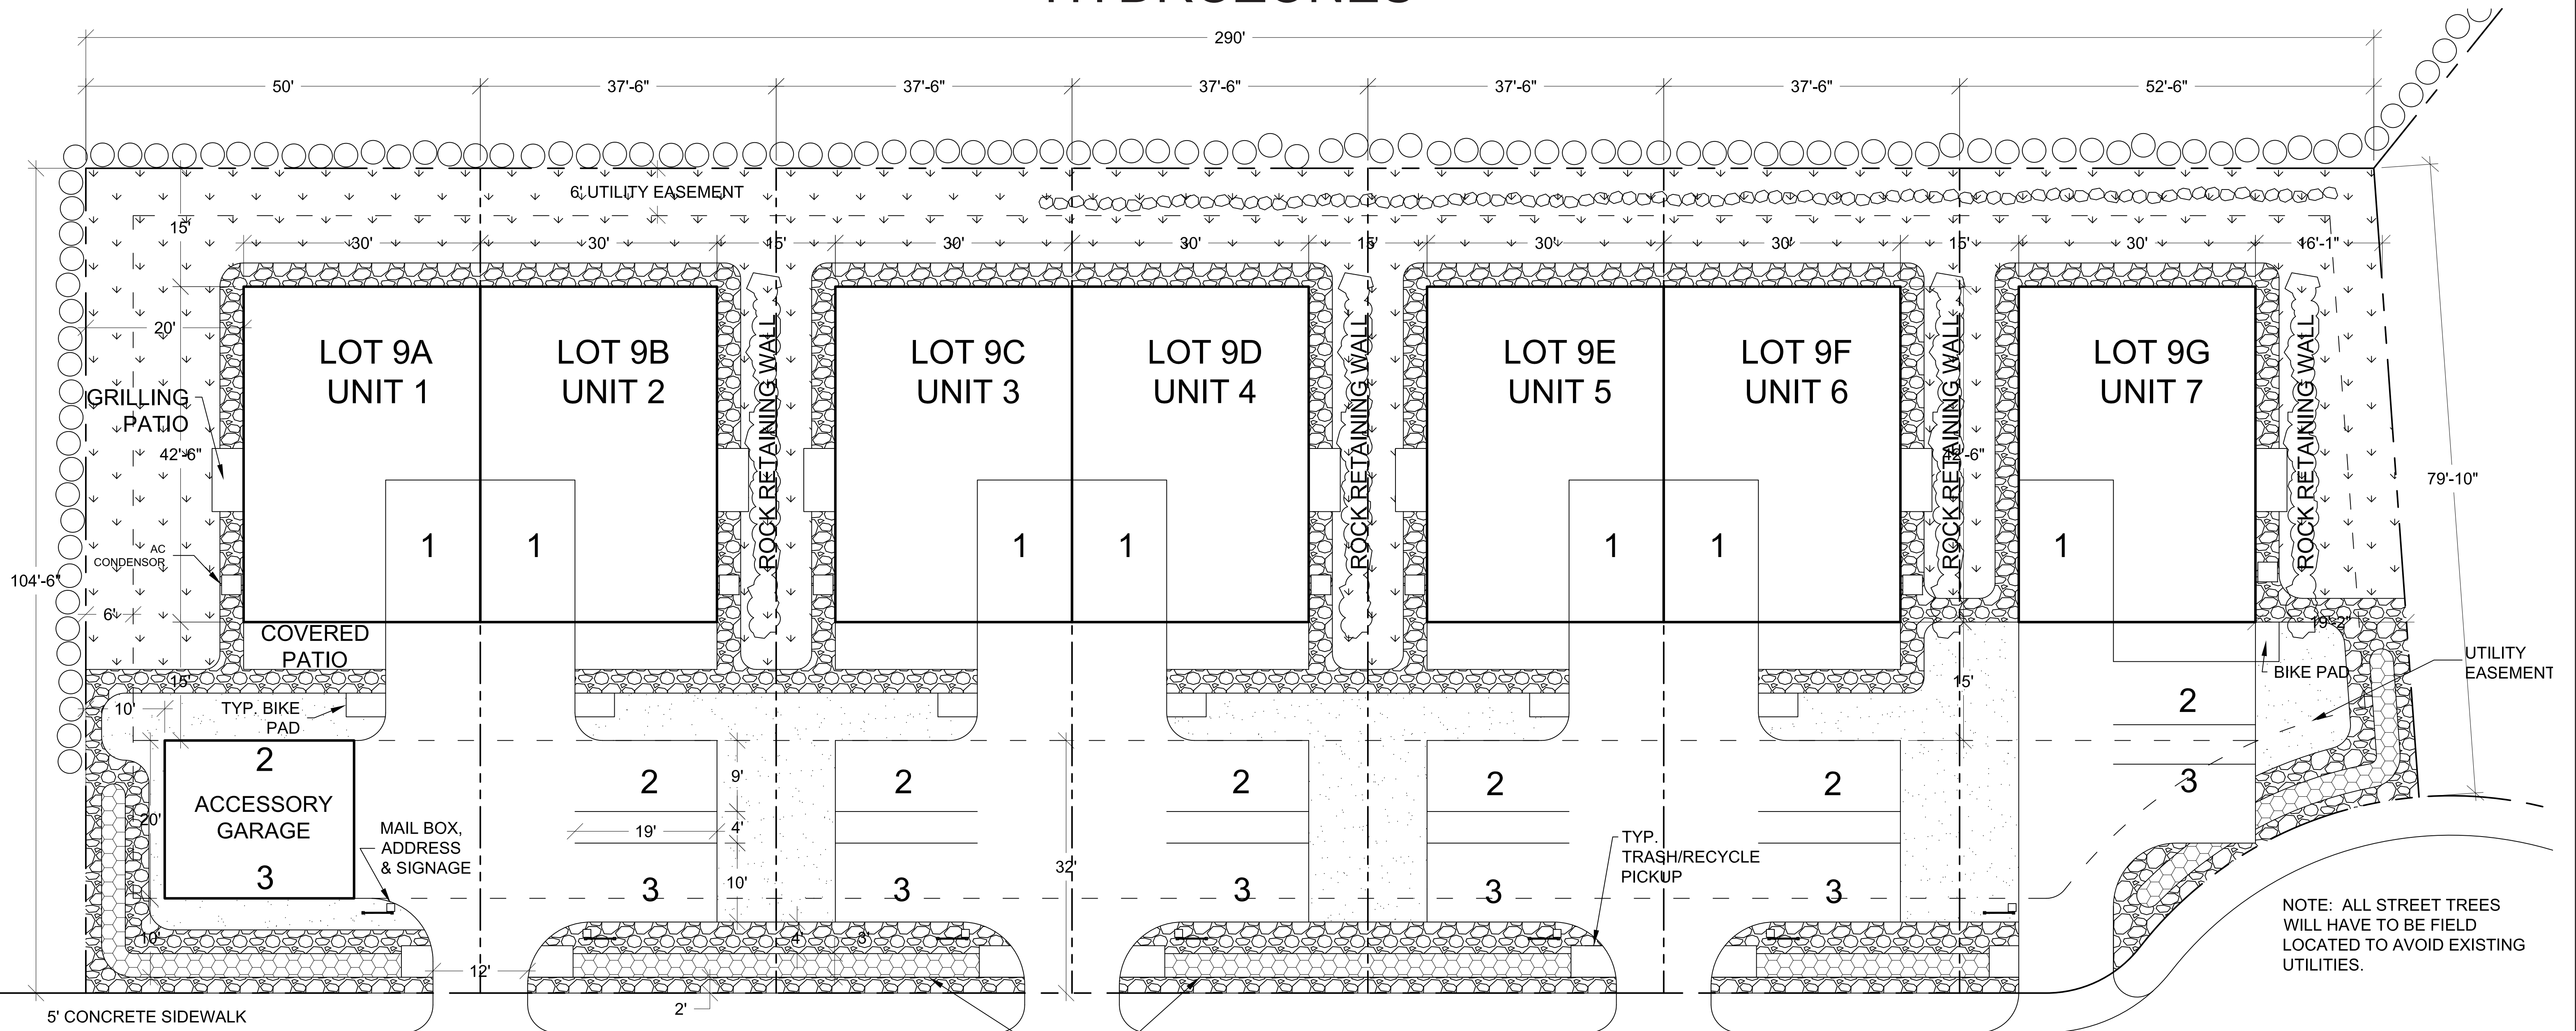 290'
50'
37'-6"
37'-6"
37'-6"
37'-6"
37'-6"
52'-6"
6' UTILITY EASEMENT
15'
30'
30'
15'
30'
30'
15'
30'
30'
15'
30'
16'-1"
20'
LOT 9A
UNIT 1
LOT 9B
UNIT 2
LOT 9C
UNIT 3
LOT 9D
UNIT 4
LOT 9E
UNIT 5
LOT 9F
UNIT 6
LOT 9G
UNIT 7
ROCK RETAINING WALL
ROCK RETAINING WALL
ROCK RETAINING WALL
ROCK RETAINING WALL
GRILLING
PATIO
42'-6"
42'-6"
79'-10"
1
1
1
1
1
1
1
AC
CONDENSOR
104'-6"
6'
COVERED
PATIO
19'-2"
UTILITY
EASEMENT
BIKE PAD
15'
15'
10'
TYP. BIKE
PAD
2
ACCESSORY
GARAGE
3
20'
MAIL BOX,
ADDRESS
& SIGNAGE
2
9'
2
2
2
2
2
3
19'
4'
32'
TYP.
TRASH/RECYCLE
PICKUP
3
10'
3
3
3
3
NOTE: ALL STREET TREES
WILL HAVE TO BE FIELD
LOCATED TO AVOID EXISTING
UTILITIES.
10'
4'
3'
12'
2'
5' CONCRETE SIDEWALK